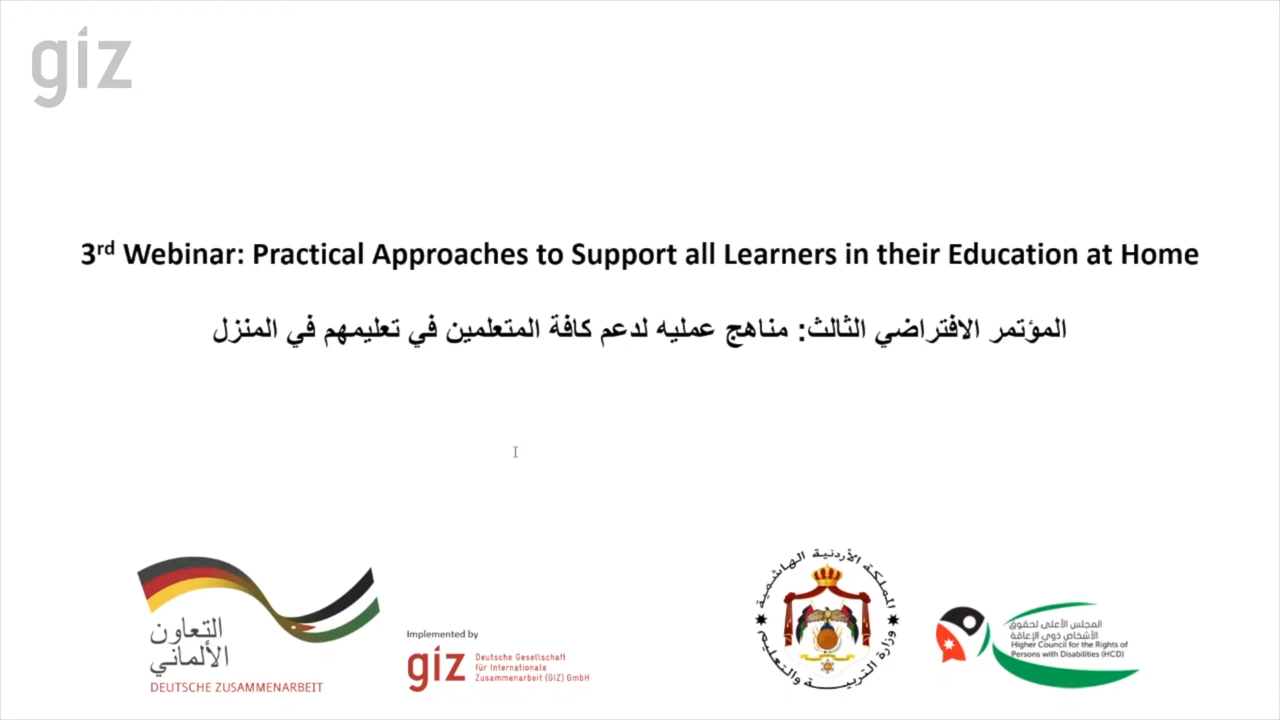 giz
3rd Webinar: Practical Approaches to Support all Learners in their Education at Home
المؤتمر الافتراضي الثالث: مناهج عمليه لدعم كافة المتعلمين في تعليمهم في المنزل
التعاون
الألماني
DEUTSCHE ZUSAMMENARBEIT
Implemented by
giz
Deutsche Gesellschaft
für Internationale
Zusammenarbeit (GIZ) GmbH
المملكة الأردنية الهاشمية
وزارة التربية والتعليم
المجلس الأعلى لحقوق
الأشخاص ذوي الإعاقة
Higher Council for the Rights of
Persons with Disabilities (HCD)